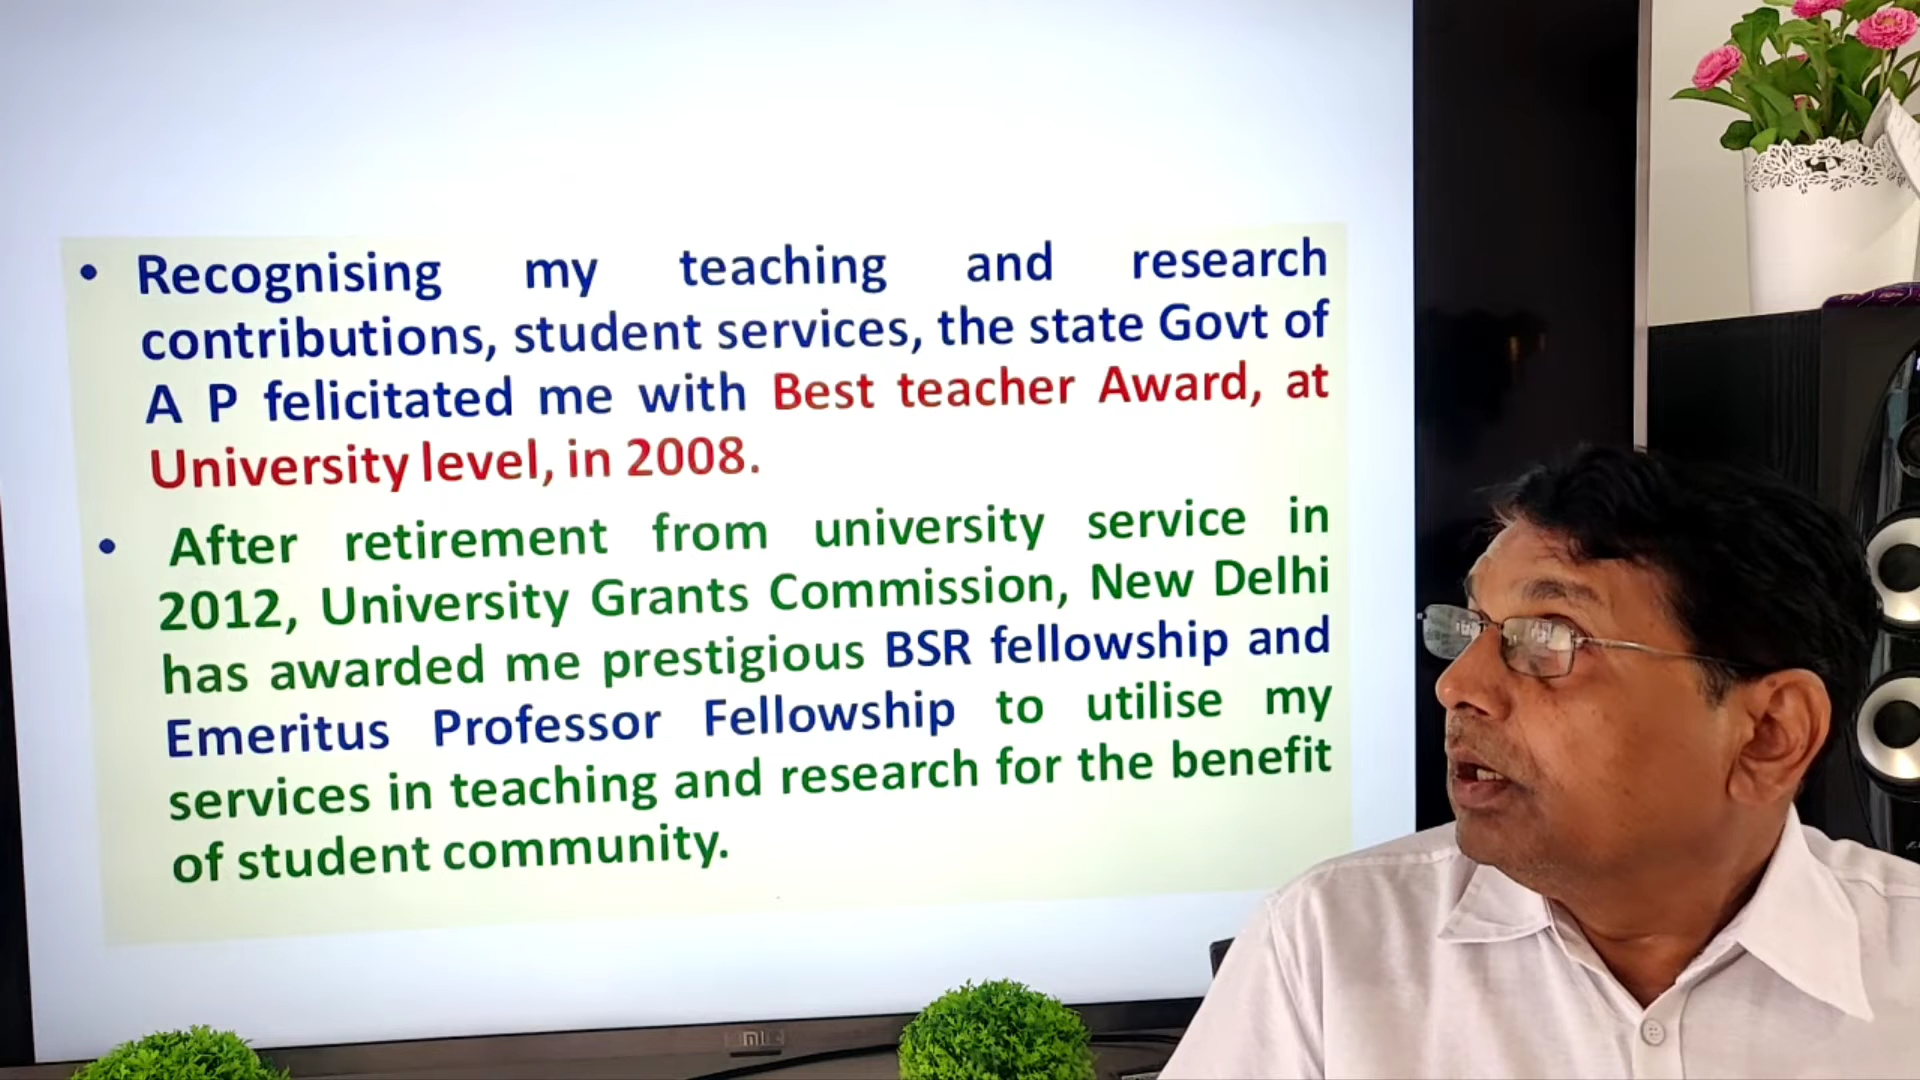 • Recognising my teaching and research
contributions, student services, the state Govt of
A P felicitated me with Best teacher Award, at
University level, in 2008.
• After retirement from university service in
2012, University Grants Commission, New Delhi
has awarded me prestigious BSR fellowship and
Emeritus Professor Fellowship to utilise my
services in teaching and research for the benefit
of student community.
mi